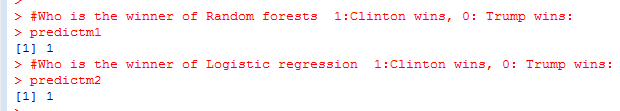 > #Who is the winner of Random forests  1:Clinton wins, 0: Trump wins:
> predictm1
[1] 1
> #Who is the winner of Logistic regression  1:Clinton wins, 0: Trump wins:
> predictm2
[1] 1